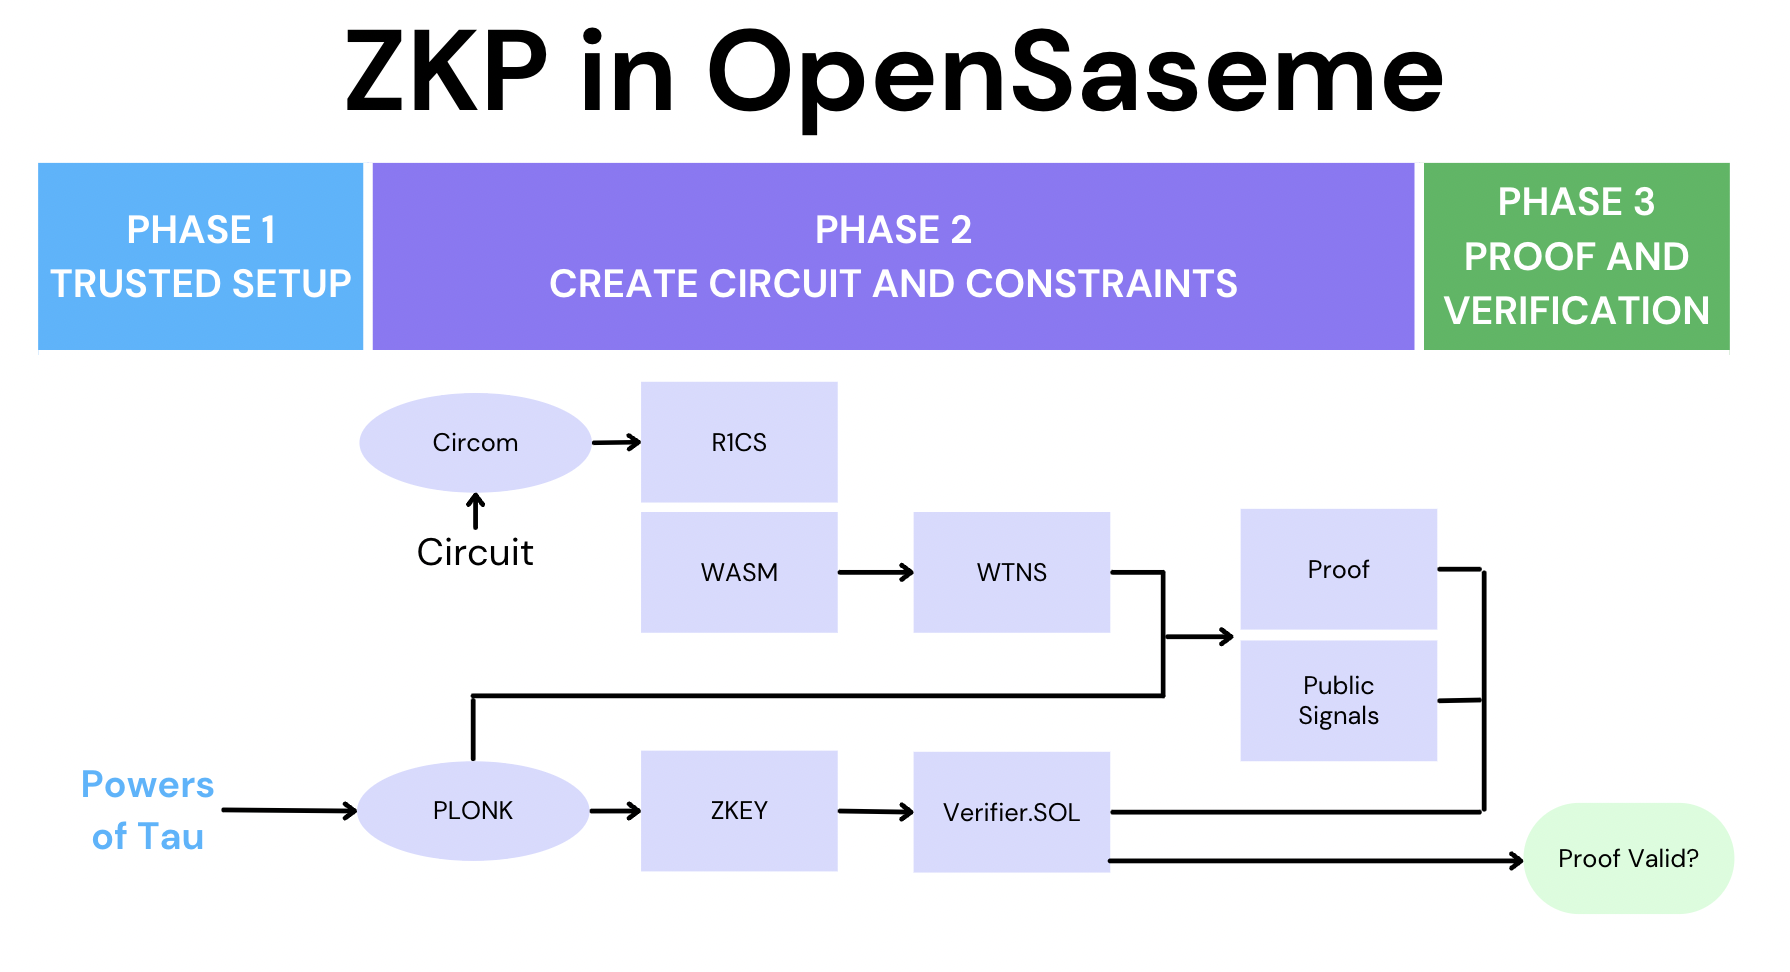 ZKP in OpenSaseme
PHASE 1
TRUSTED SETUP
PHASE 2
CREATE CIRCUIT AND CONSTRAINTS
PHASE 3
PROOF AND
VERIFICATION
Circom
R1CS
Circuit
WASM
WTNS
Proof
Public
Signals
Powers
of Tau
PLONK
ZKEY
Verifier.SOL
Proof Valid?